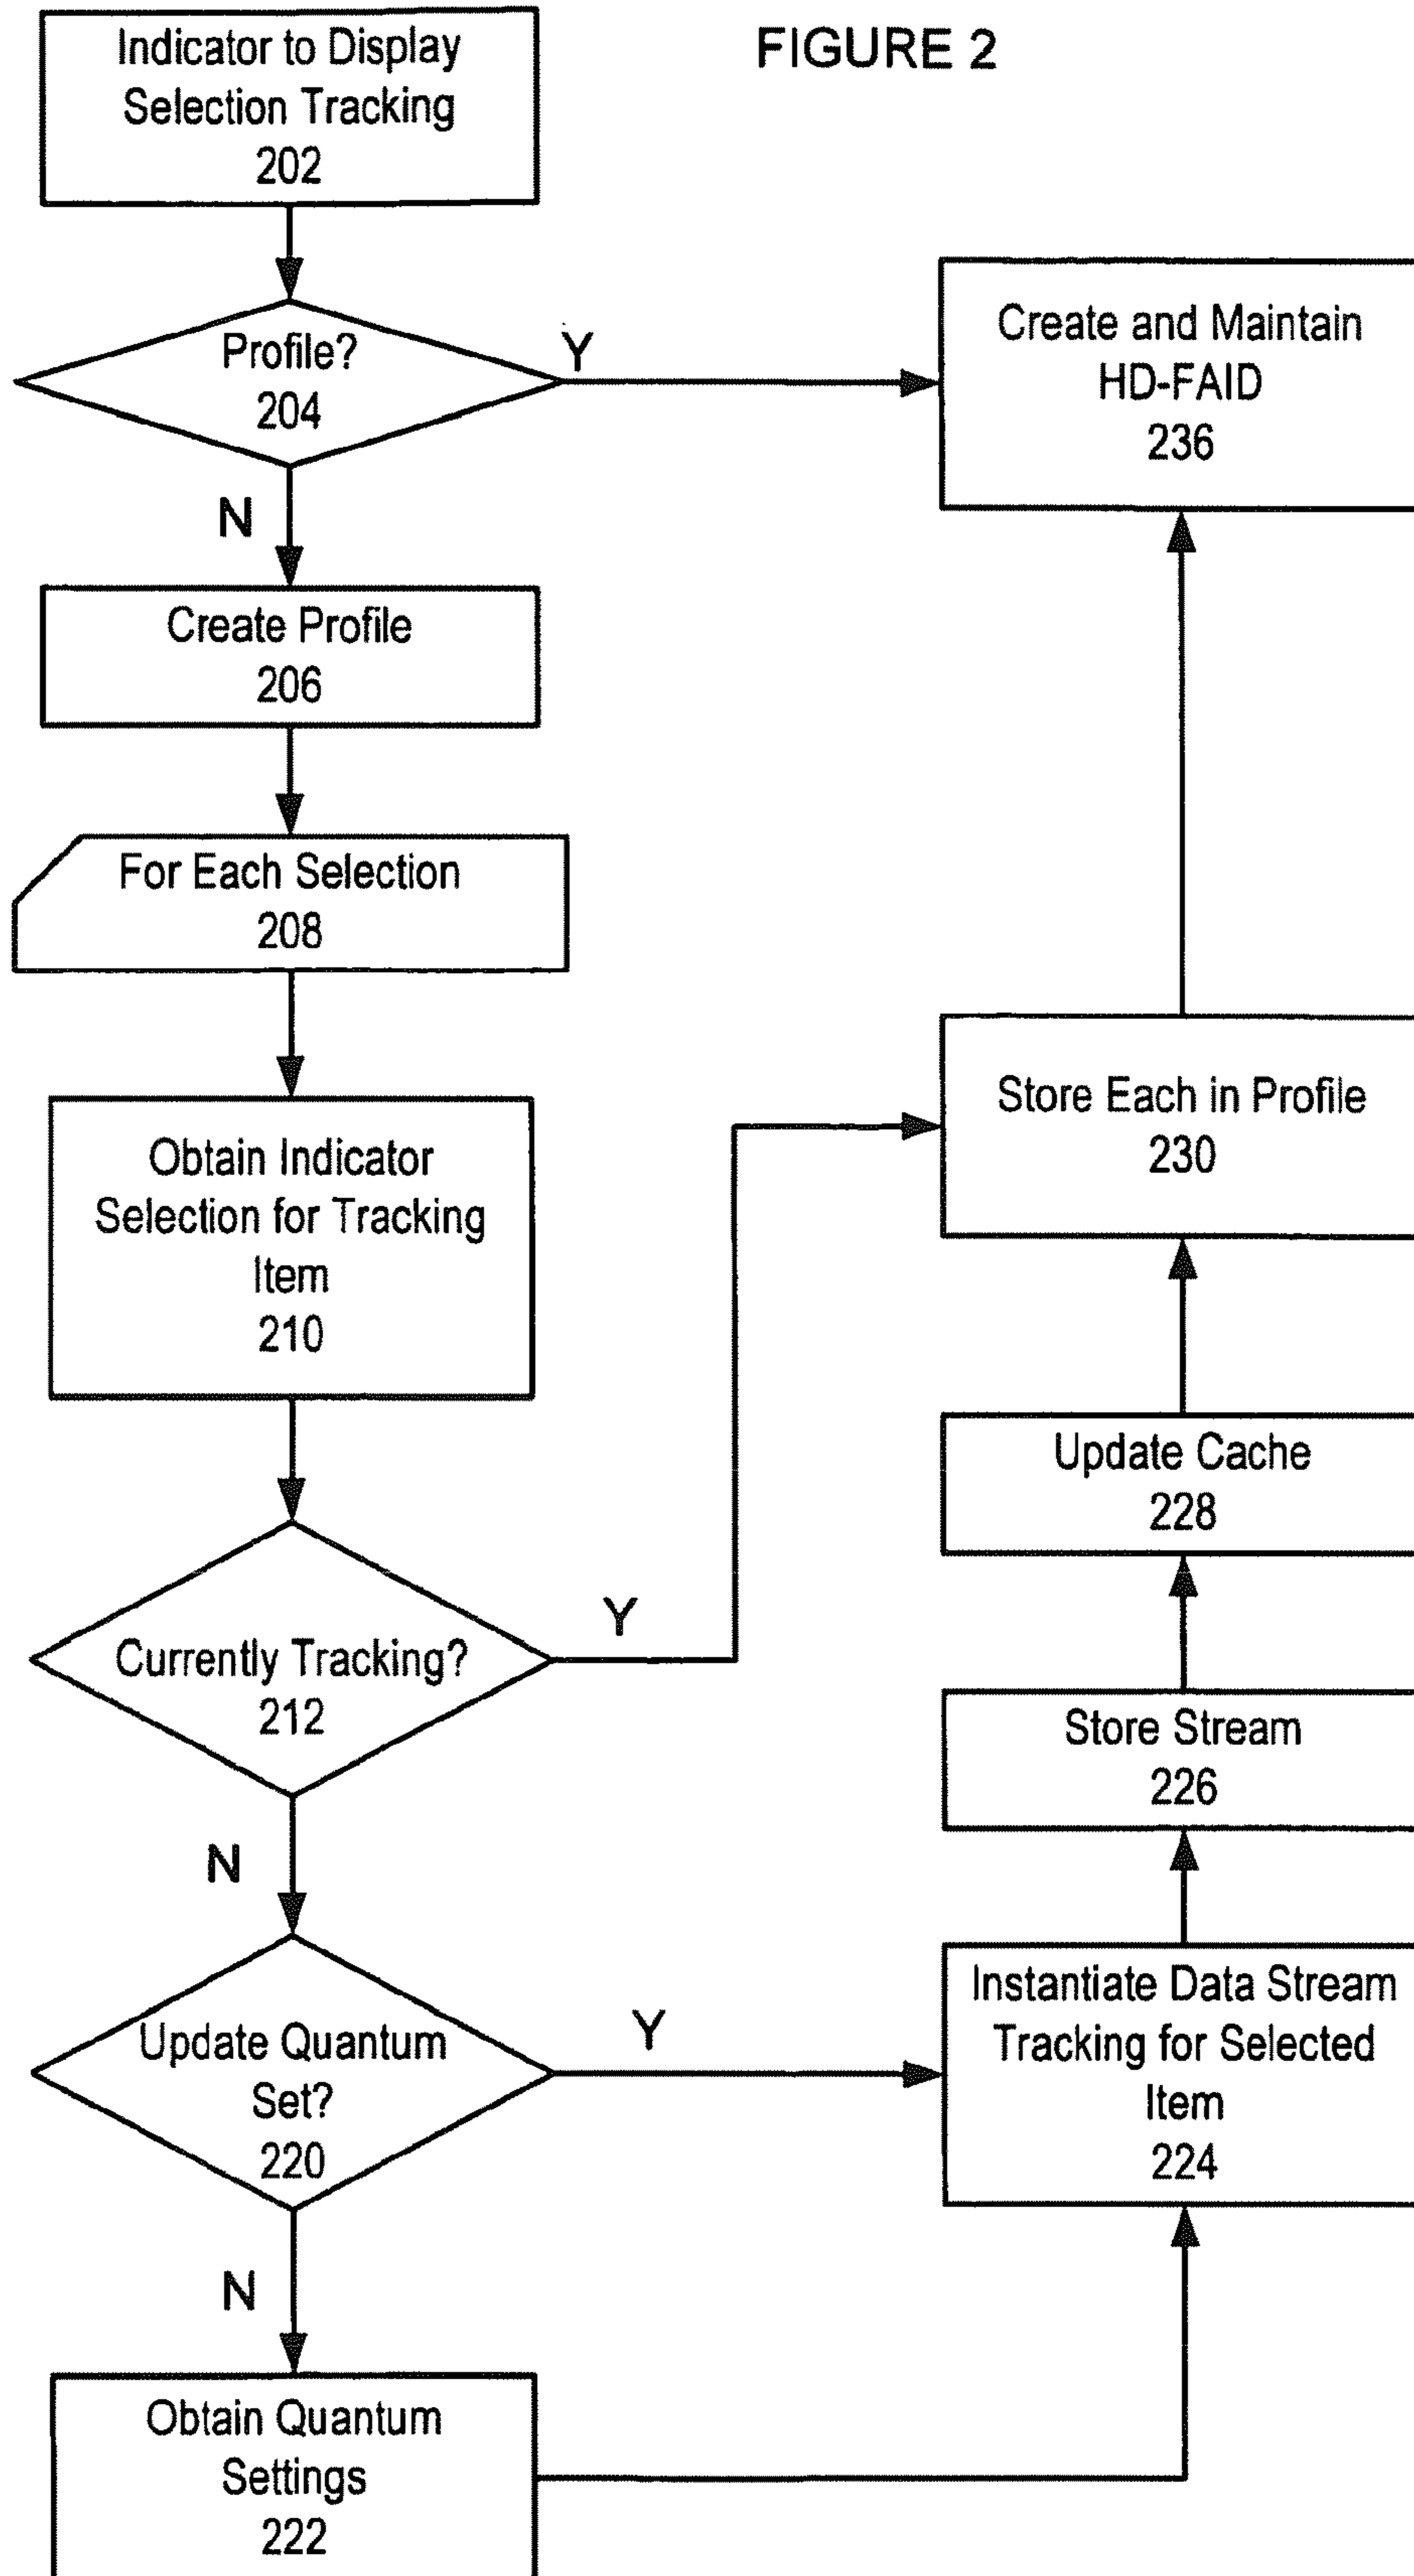 FIGURE 2
Indicator to Display
Selection Tracking
202
Profile?
204
Y
N
Create and Maintain
HD-FAID
236
Create Profile
206
For Each Selection
208
Obtain Indicator
Selection for Tracking
Item
210
Currently Tracking?
212
Y
N
Store Each in Profile
230
Update Cache
228
Store Stream
226
Update Quantum
Set?
220
Y
N
Instantiate Data Stream
Tracking for Selected
Item
224
Obtain Quantum
Settings
222